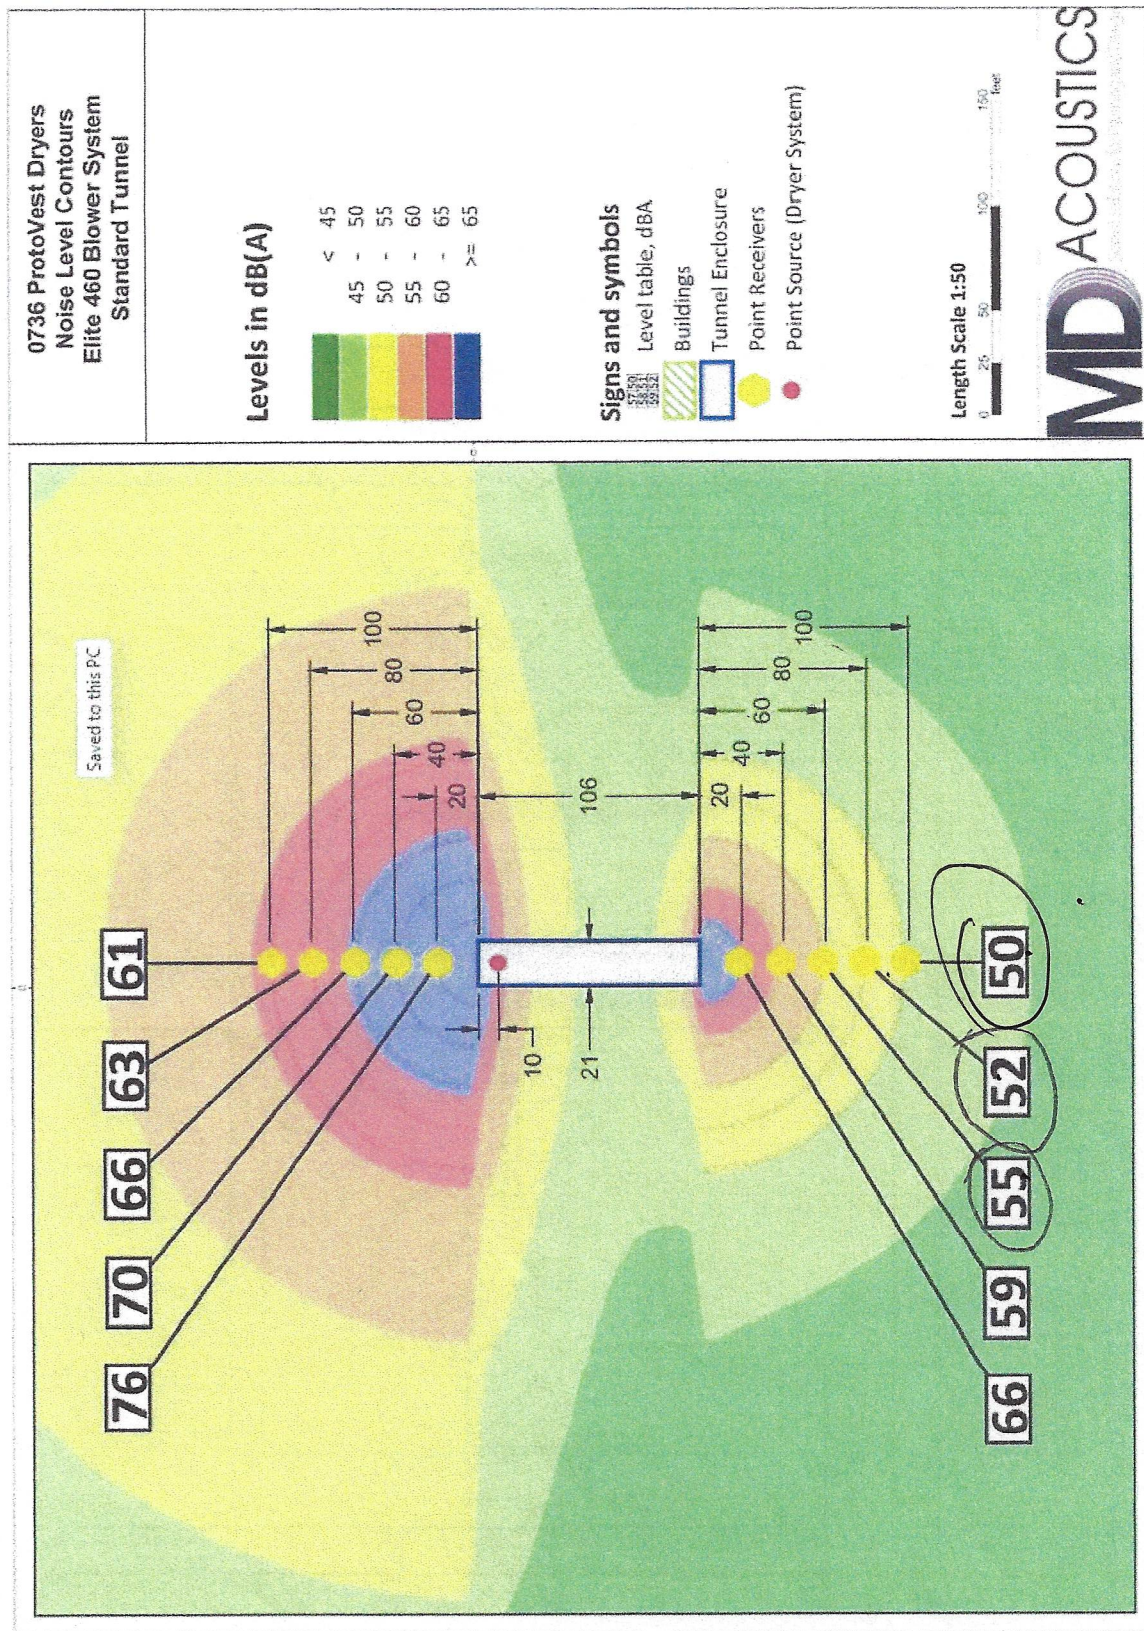 0736 ProtoVest Dryers
Noise Level Contours
Elite 460 Blower System
Standard Tunnel
Levels in dB(A)
< 45
45 - 50
50 - 55
55 - 60
60 - 65
>= 65
Signs and symbols
Level table, dBA
Buildings
Tunnel Enclosure
Point Receivers
Point Source (Dryer System)
Length Scale 1:50
0 25 50 100 150
feet
MD ACOUSTICS
Saved to this PC
61
63
66
70
76
100
80
60
40
20
106
10
21
20
40
60
80
100
66
59
55
52
50